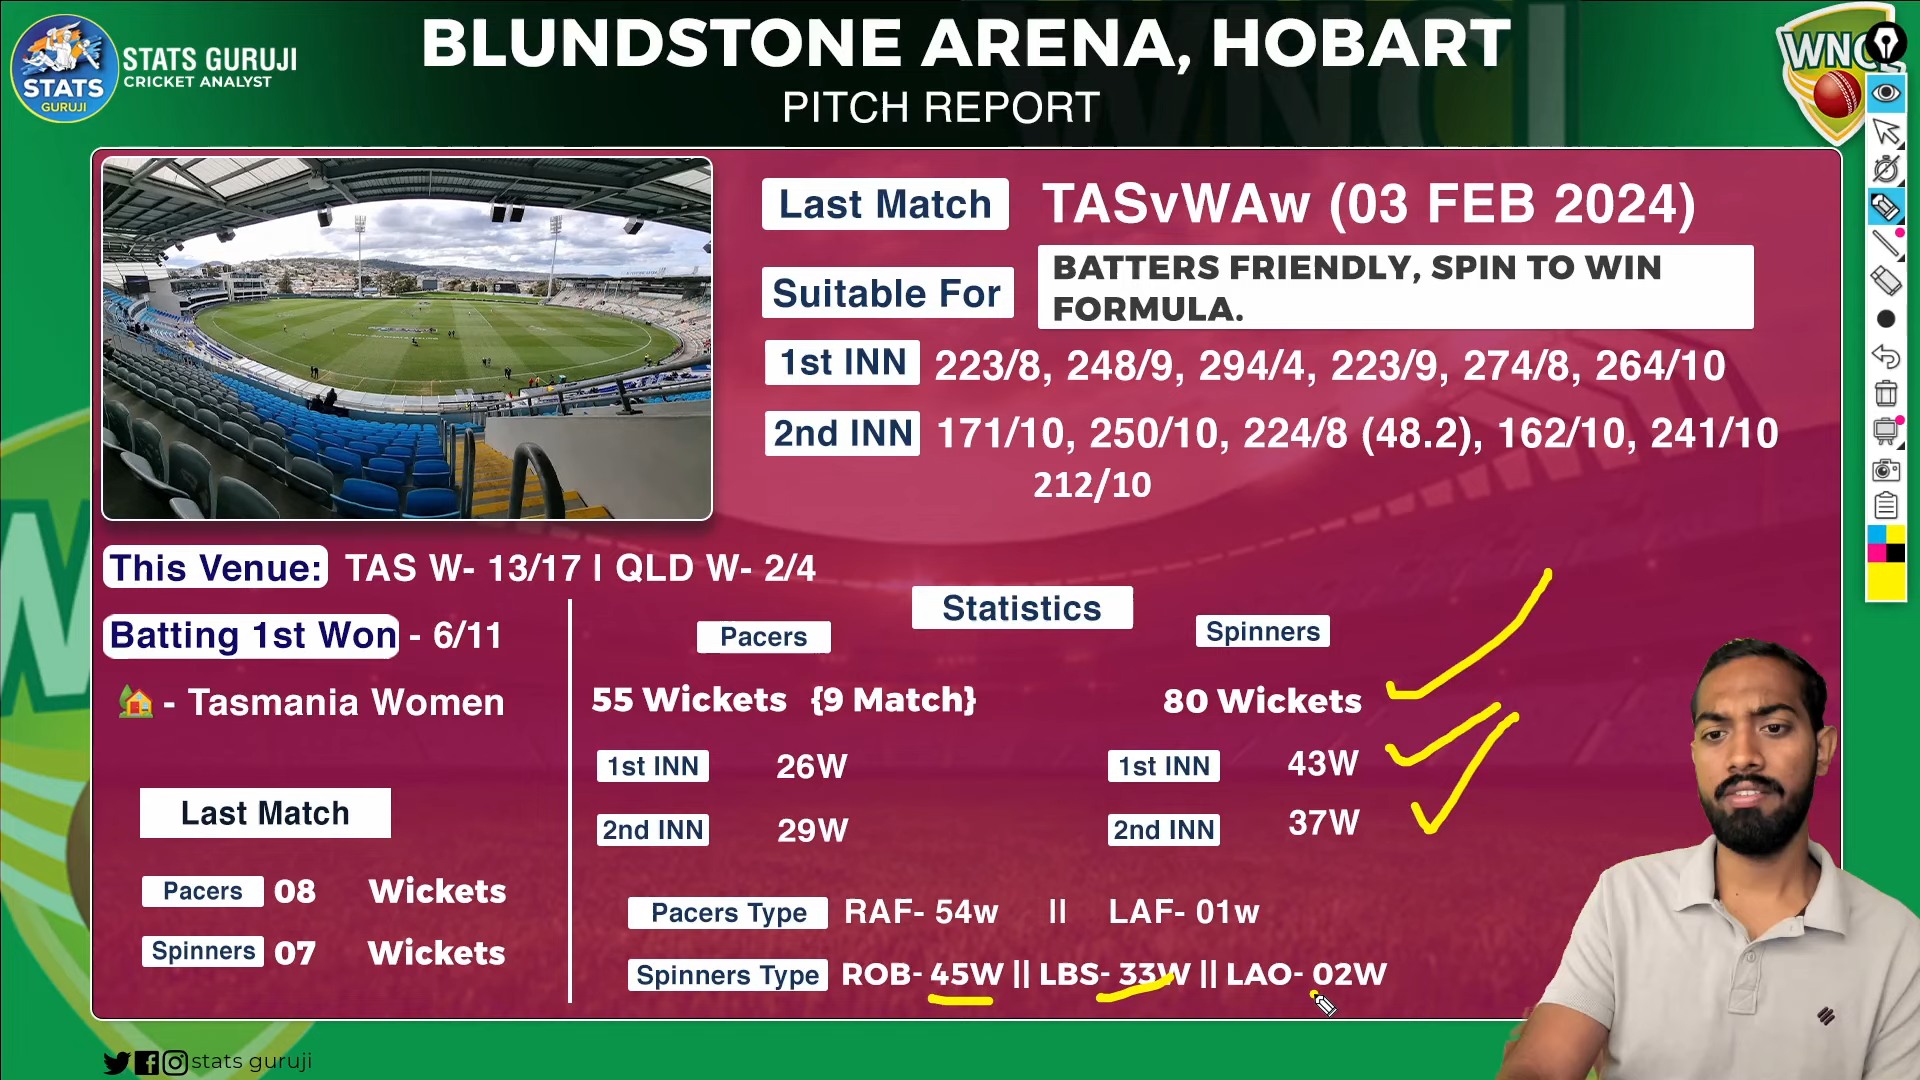 STATS GURUJI
CRICKET ANALYST
STATS
GURUJI
BLUNDSTONE ARENA, HOBART
PITCH REPORT
WNCL
Last Match TASvWAw (03 FEB 2024)
Suitable For BATTERS FRIENDLY, SPIN TO WIN
FORMULA.
1st INN 223/8, 248/9, 294/4, 223/9, 274/8, 264/10
2nd INN 171/10, 250/10, 224/8 (48.2), 162/10, 241/10
212/10
This Venue: TAS W- 13/17 | QLD W- 2/4
Batting 1st Won - 6/11
- Tasmania Women
Last Match
Pacers 08 Wickets
Spinners 07 Wickets
Statistics
Pacers Spinners
55 Wickets {9 Match} 80 Wickets
1st INN 26W 1st INN 43W
2nd INN 29W 2nd INN 37W
Pacers Type RAF- 54w || LAF- 01w
Spinners Type ROB- 45W || LBS- 33W || LAO- 02W
stats guruji